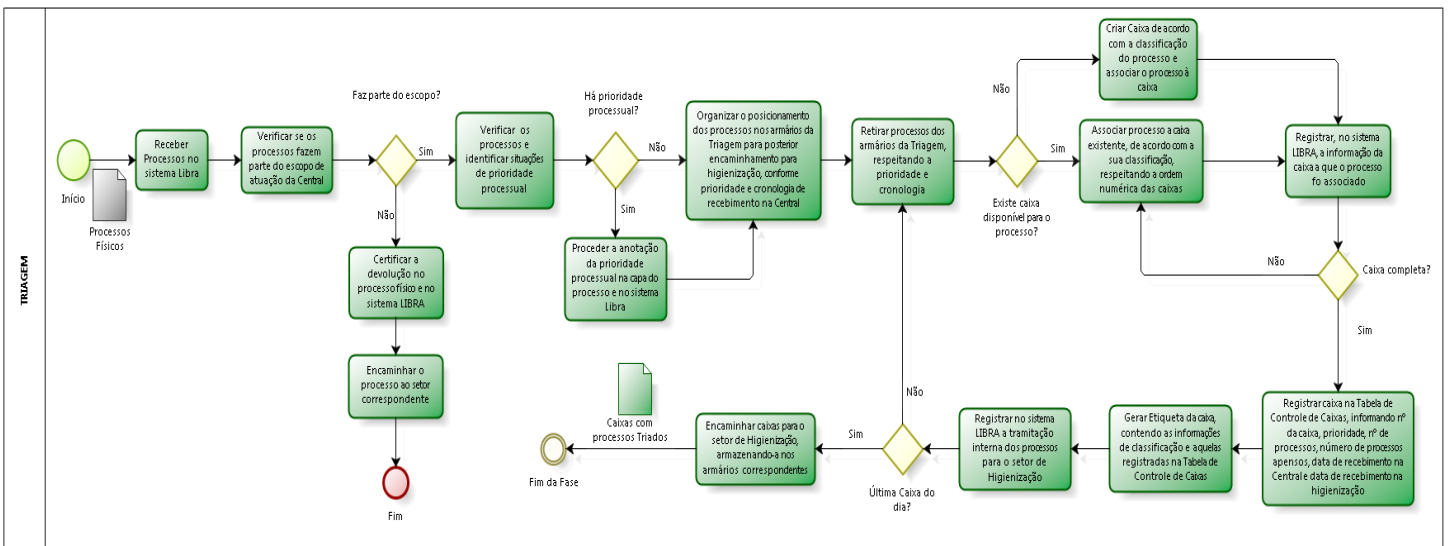 TRIAGEM
Início
Processos
Físicos
Receber
Processos no
sistema Libra
Verificar se os
processos fazem
parte do escopo de
atuação da Central
Faz parte do escopo?
Sim
Não
Certificar a
devolução no
processo físico e no
sistema LIBRA
Encaminhar o
processo ao setor
correspondente
Fim
Verificar os
processos e
identificar situações
de prioridade
processual
Há prioridade
processual?
Não
Sim
Proceder a anotação
da prioridade
processual na capa do
processo e no sistema
Libra
Organizar o posicionamento
dos processos nos armários da
Triagem para posterior
encaminhamento para
higienização, conforme
prioridade e cronologia de
recebimento na Central
Retirar processos dos
armários da Triagem,
respeitando a
prioridade e
cronologia
Existe caixa
disponível para o
processo?
Não
Sim
Criar Caixa de acordo
com a classificação
do processo e
associar o processo à
caixa
Associar processo a caixa
existente, de acordo com a
sua classificação,
respeitando a ordem
numérica das caixas
Registrar, no sistema
LIBRA, a informação da
caixa a que o processo
fo associado
Caixa completa?
Não
Sim
Registrar caixa na Tabela de
Controle de Caixas, informando nº
da caixa, prioridade, nº de
processos, número de processos
apensos, data de recebimento na
Central e data de recebimento na
higienização
Gerar Etiqueta da caixa,
contendo as informações
de classificação e aquelas
registradas na Tabela de
Controle de Caixas
Registrar no sistema
LIBRA a tramitação
interna dos processos
para o setor de
Higienização
Última Caixa do
dia?
Não
Sim
Encaminhar caixas para o
setor de Higienização,
armazenando-a nos
armários correspondentes
Caixas com
processos Triados
Fim da Fase